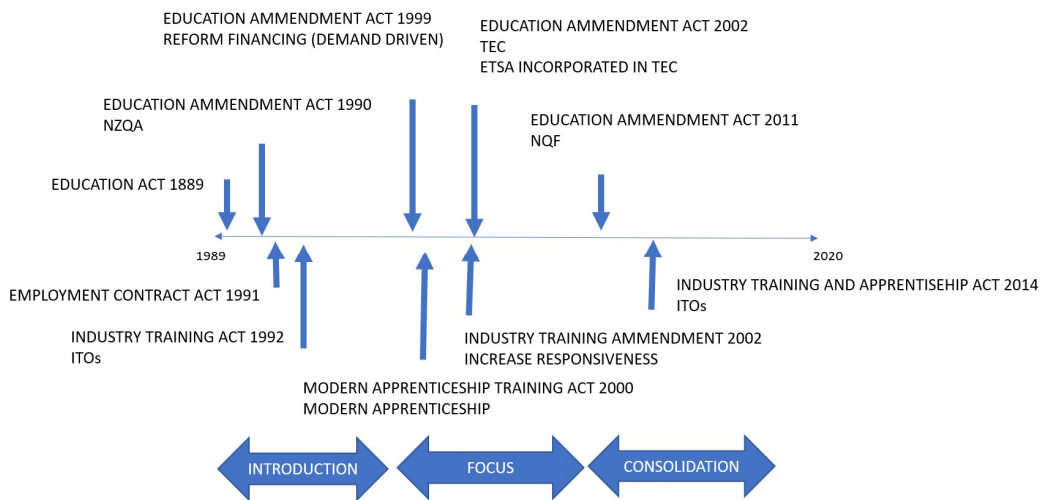 EDUCATION AMMENDMENT ACT 1999
REFORM FINANCING (DEMAND DRIVEN)
EDUCATION AMMENDMENT ACT 2002
TEC
ETSA INCORPORATED IN TEC
EDUCATION AMMENDMENT ACT 1990
NZQA
EDUCATION AMMENDMENT ACT 2011
NQF
EDUCATION ACT 1889
1989
2020
EMPLOYMENT CONTRACT ACT 1991
INDUSTRY TRAINING AND APPRENTISEHIP ACT 2014
ITOs
INDUSTRY TRAINING ACT 1992
ITOs
INDUSTRY TRAINING AMMENDMENT 2002
INCREASE RESPONSIVENESS
MODERN APPRENTICESHIP TRAINING ACT 2000
MODERN APPRENTICESHIP
INTRODUCTION
FOCUS
CONSOLIDATION